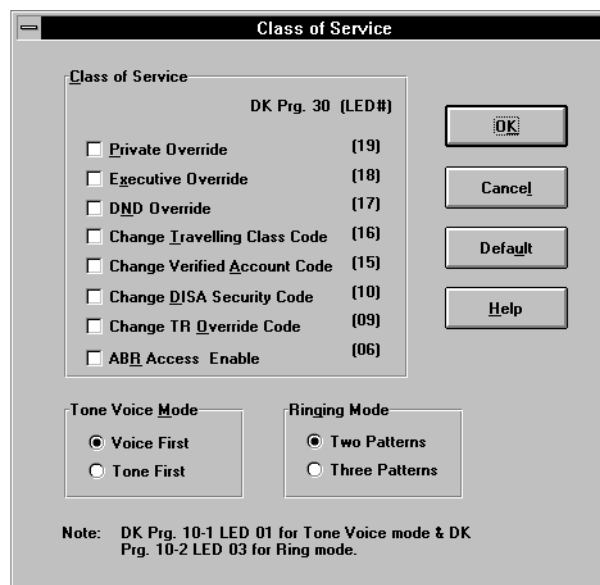 Class of Service
Class of Service
DK Prg. 30 (LED#)
Private Override (19)
Executive Override (18)
DND Override (17)
Change Travelling Class Code (16)
Change Verified Account Code (15)
Change DISA Security Code (10)
Change TR Override Code (09)
ABR Access Enable (06)
OK
Cancel
Default
Help
Tone Voice Mode
Voice First
Tone First
Ringing Mode
Two Patterns
Three Patterns
Note: DK Prg. 10-1 LED 01 for Tone Voice mode & DK
Prg. 10-2 LED 03 for Ring mode.